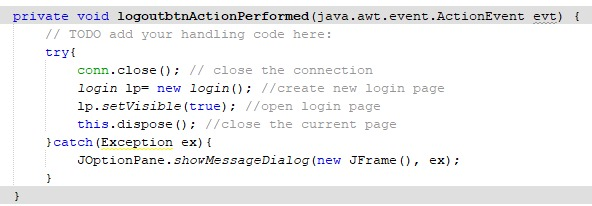 private void logoutbtnActionPerformed(java.awt.event.ActionEvent evt) {
// TODO add your handling code here:
try{
conn.close(); // close the connection
login lp= new login(); //create new login page
lp.setVisible(true); //open login page
this.dispose(); //close the current page
}catch(Exception ex){
JOptionPane.showMessageDialog(new JFrame(), ex);
}
}